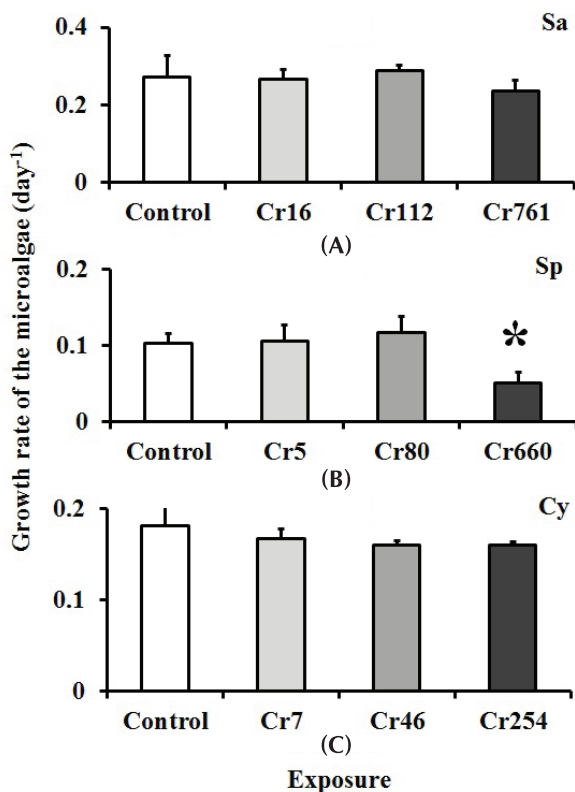 Growth rate of the microalgae (day-1)
Sa
0.4
0.2
0
Control Cr16 Cr112 Cr761
(A)
Sp
0.2
0.1
0
*
Control Cr5 Cr80 Cr660
(B)
Cy
0.2
0.1
0
Control Cr7 Cr46 Cr254
(C)
Exposure